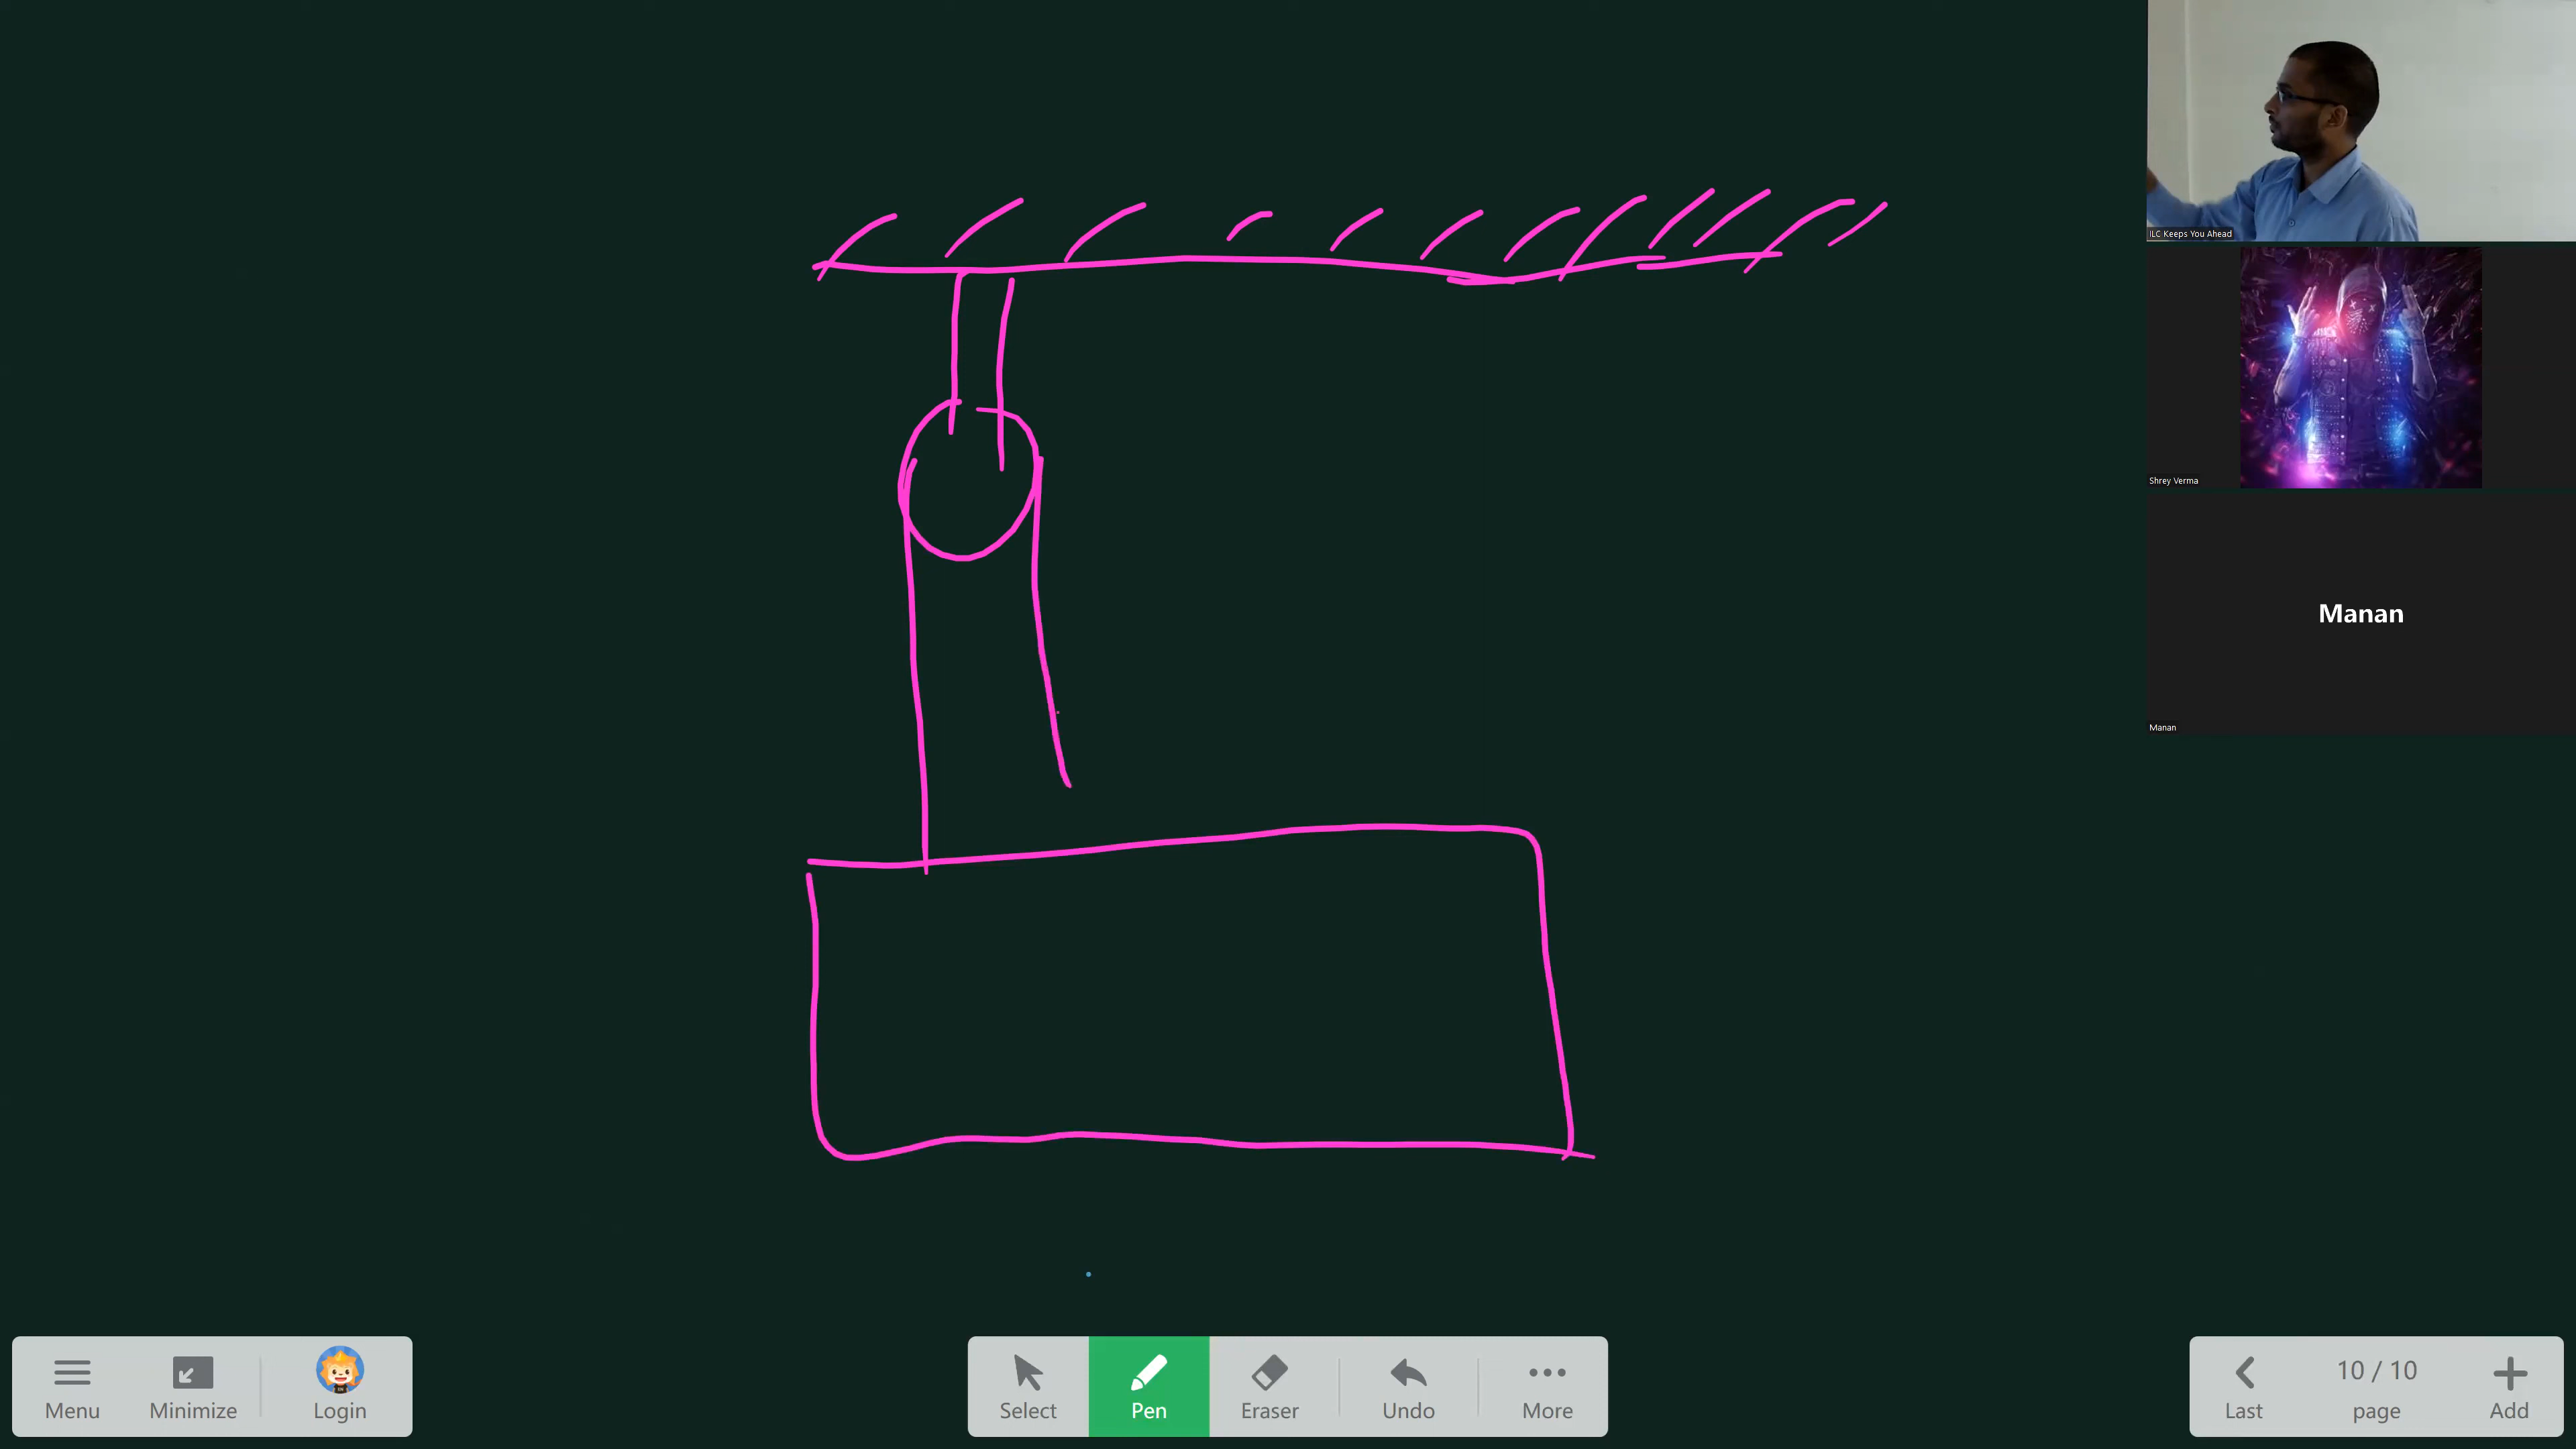 ILC Keeps You Ahead
Shrey Verma
Manan
Manan
Menu
Minimize
Login
Select
Pen
Eraser
Undo
More
Last
10 / 10
page
Add